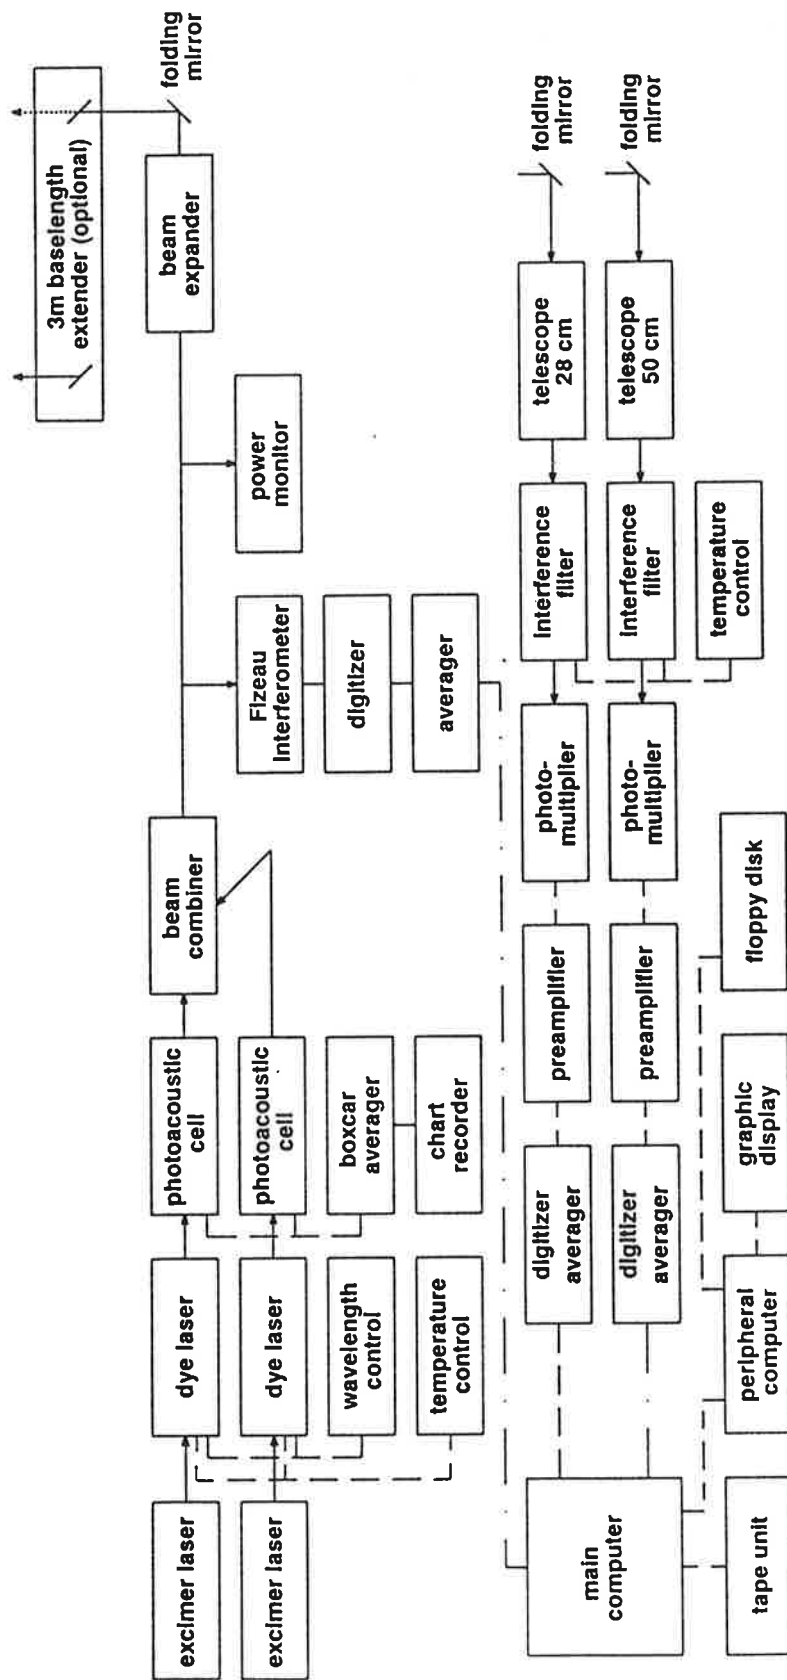 3m baselength
extender (optional)
folding
mirror
beam
expander
power
monitor
Fizeau
Interferometer
digitizer
averager
beam
combiner
excimer laser
dye laser
photoacoustic
cell
excimer laser
dye laser
photoacoustic
cell
wavelength
control
boxcar
averager
temperature
control
chart
recorder
main
computer
digitizer
averager
preamplifier
photo-
multiplier
Interference
filter
telescope
28 cm
folding
mirror
digitizer
averager
preamplifier
photo-
multiplier
Interference
filter
telescope
50 cm
folding
mirror
tape unit
peripheral
computer
graphic
display
floppy disk
temperature
control